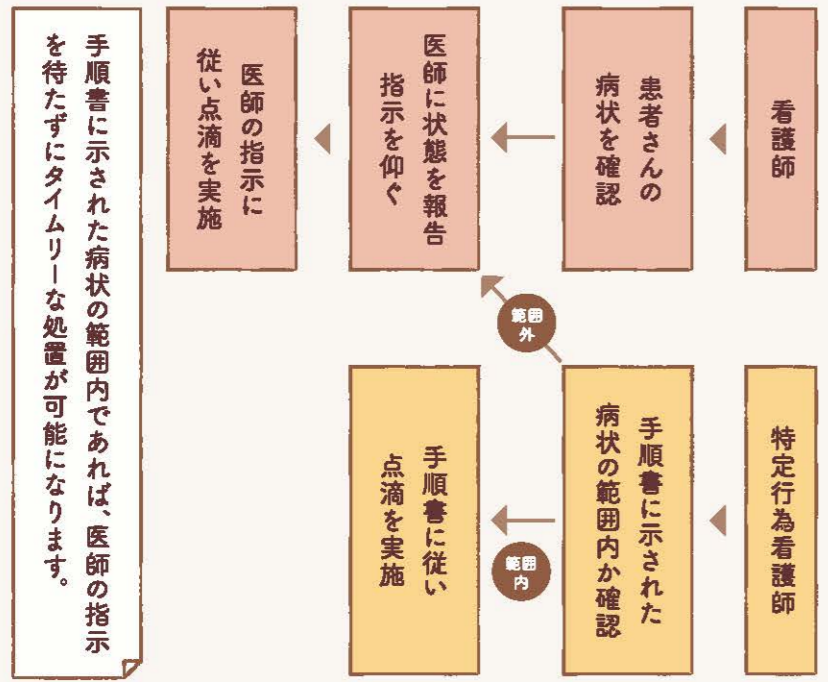 看護師
患者さんの
病状を確認
医師に状態を報告
指示を仰ぐ
医師の指示に
従い点滴を実施
特定行為看護師
手順書に示された
病状の範囲内か確認
範囲
外
範囲
内
手順書に従い
点滴を実施
手順書に示された病状の範囲内であれば、医師の指示
を待たずにタイムリーな処置が可能になります。